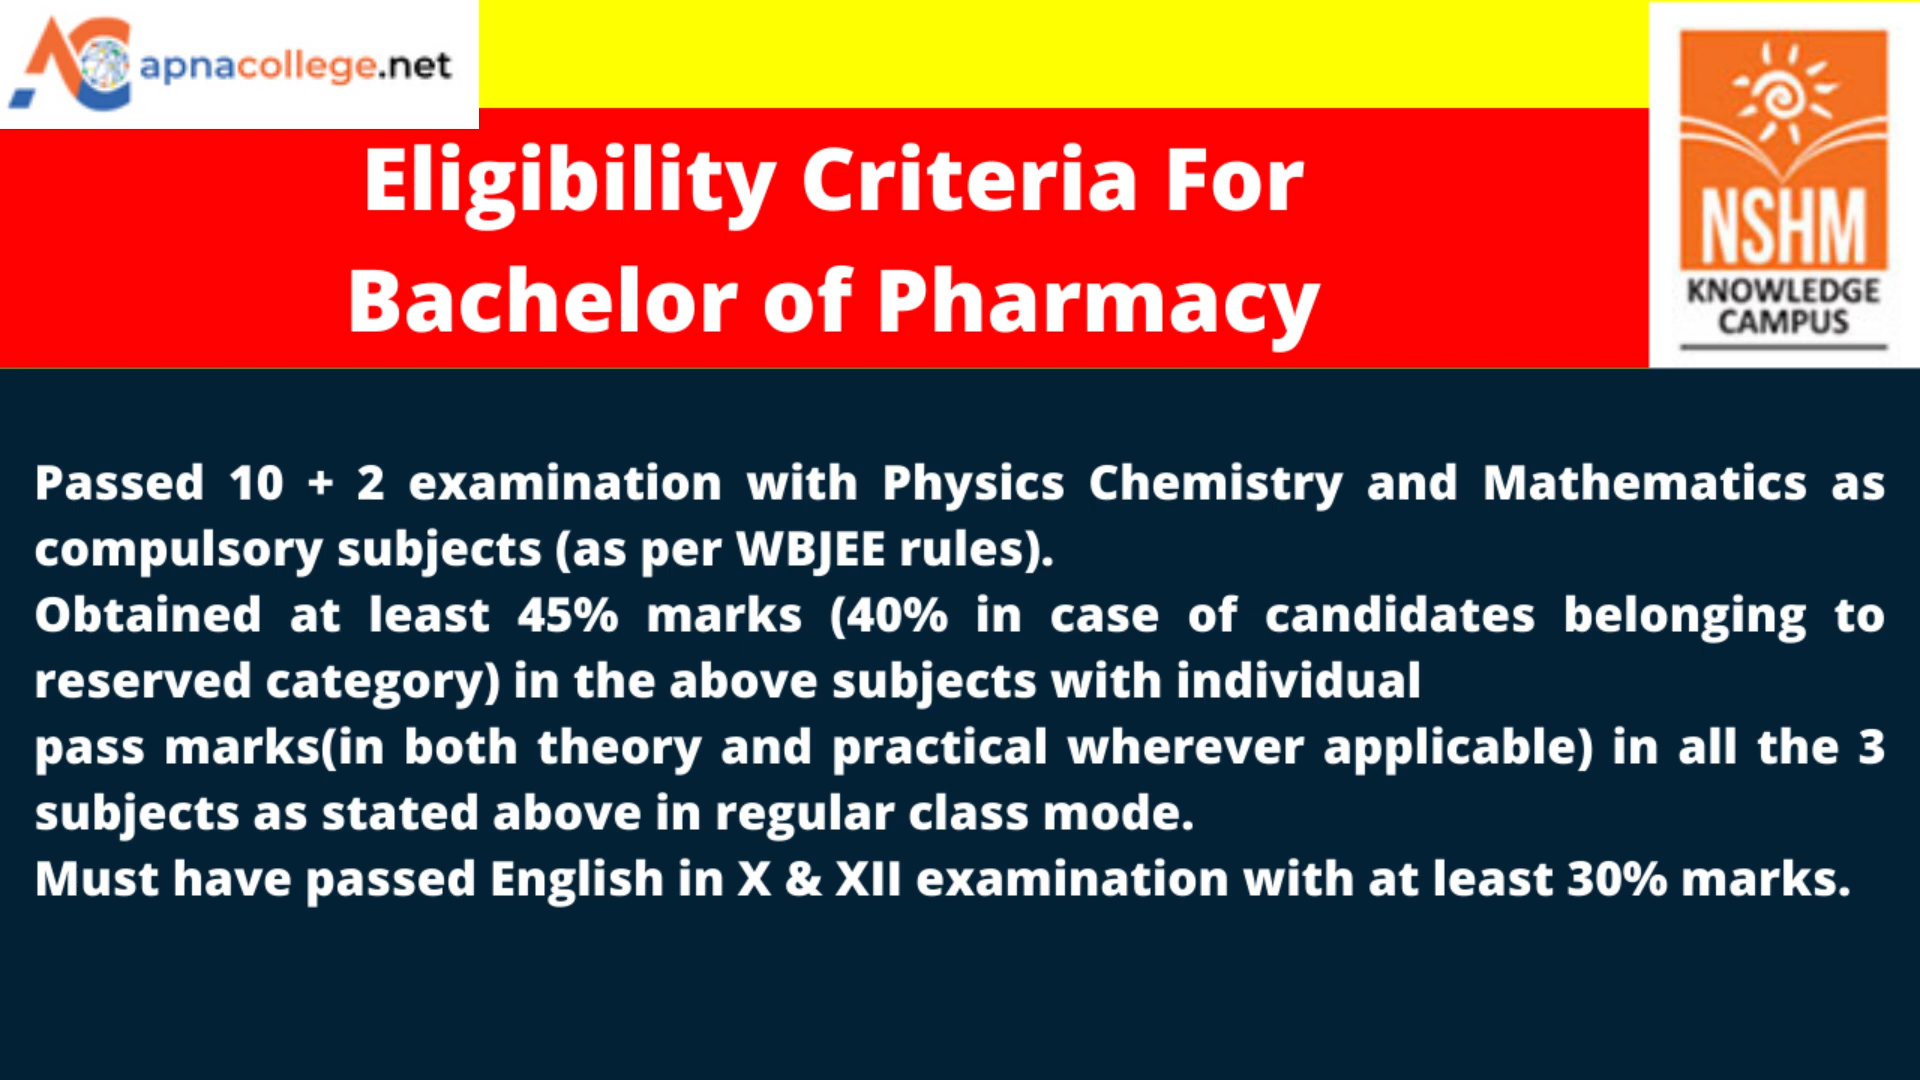 apnacollege.net
NSHM
KNOWLEDGE
CAMPUS
Eligibility Criteria For
Bachelor of Pharmacy
Passed 10 + 2 examination with Physics Chemistry and Mathematics as
compulsory subjects (as per WBJEE rules).
Obtained at least 45% marks (40% in case of candidates belonging to
reserved category) in the above subjects with individual
pass marks(in both theory and practical wherever applicable) in all the 3
subjects as stated above in regular class mode.
Must have passed English in X & XII examination with at least 30% marks.